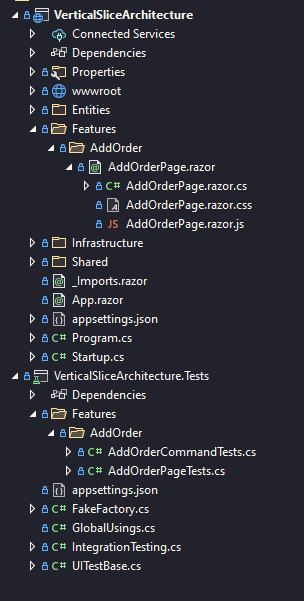 VerticalSliceArchitecture
Connected Services
Dependencies
Properties
wwwroot
Entities
Features
AddOrder
AddOrderPage.razor
C# AddOrderPage.razor.cs
AddOrderPage.razor.css
JS AddOrderPage.razor.js
Infrastructure
Shared
_Imports.razor
App.razor
appsettings.json
C# Program.cs
C# Startup.cs
VerticalSliceArchitecture.Tests
Dependencies
Features
AddOrder
C# AddOrderCommandTests.cs
C# AddOrderPageTests.cs
appsettings.json
C# FakeFactory.cs
C# GlobalUsings.cs
C# IntegrationTesting.cs
C# UITestBase.cs